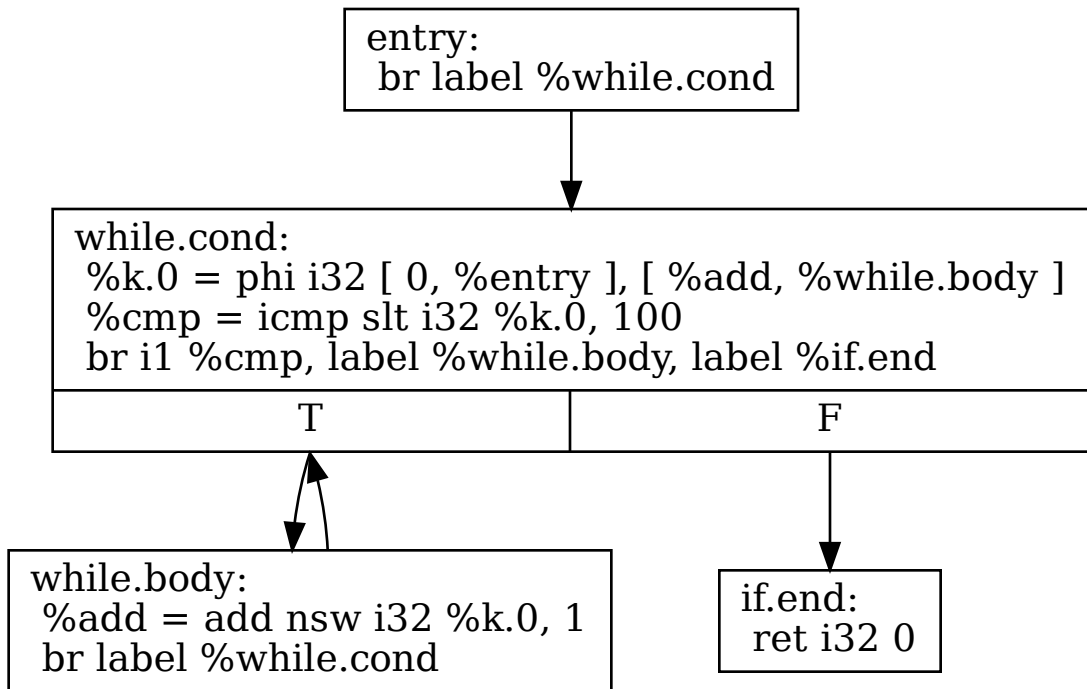 entry:
br label %while.cond
while.cond:
%k.0 = phi i32 [ 0, %entry ], [ %add, %while.body ]
%cmp = icmp slt i32 %k.0, 100
br i1 %cmp, label %while.body, label %if.end
T
F
while.body:
%add = add nsw i32 %k.0, 1
br label %while.cond
if.end:
ret i32 0